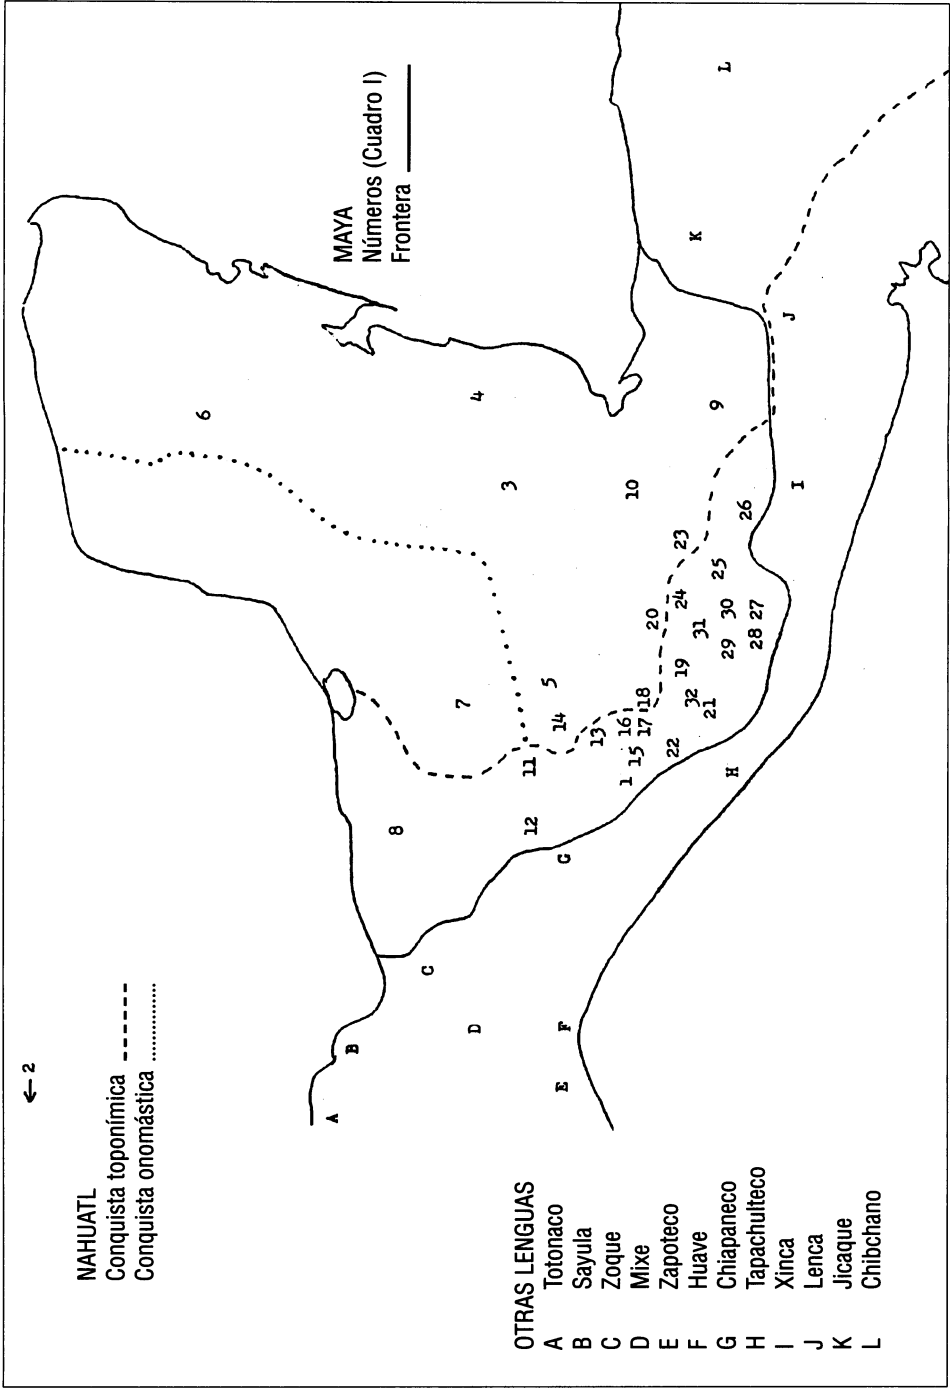 ← 2
NAHUATL
Conquista toponímica -----
Conquista onomástica ..........
MAYA
Números (Cuadro I)
Frontera ———
OTRAS LENGUAS
A Totonaco
B Sayula
C Zoque
D Mixe
E Zapoteco
F Huave
G Chiapaneco
H Tapachulteco
I Xinca
J Lenca
K Jicaque
L Chibchano
A
B
C
D
E
F
G
H
I
J
K
L
6
4
3
10
9
7
5
8
11
12
14
13
16
18
15
17
1
20
23
24
25
26
31
30
29
28
27
19
32
21
22